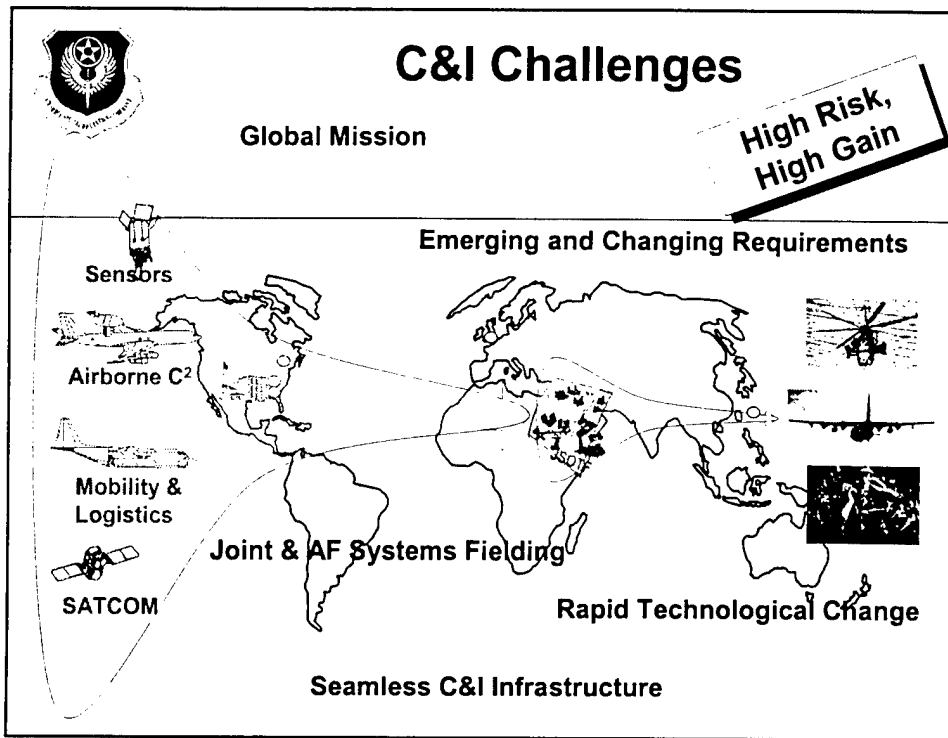 C&I Challenges
High Risk,
High Gain
Global Mission
Emerging and Changing Requirements
Sensors
Airborne C²
Mobility &
Logistics
SATCOM
JSOTF
Joint & AF Systems Fielding
Rapid Technological Change
Seamless C&I Infrastructure